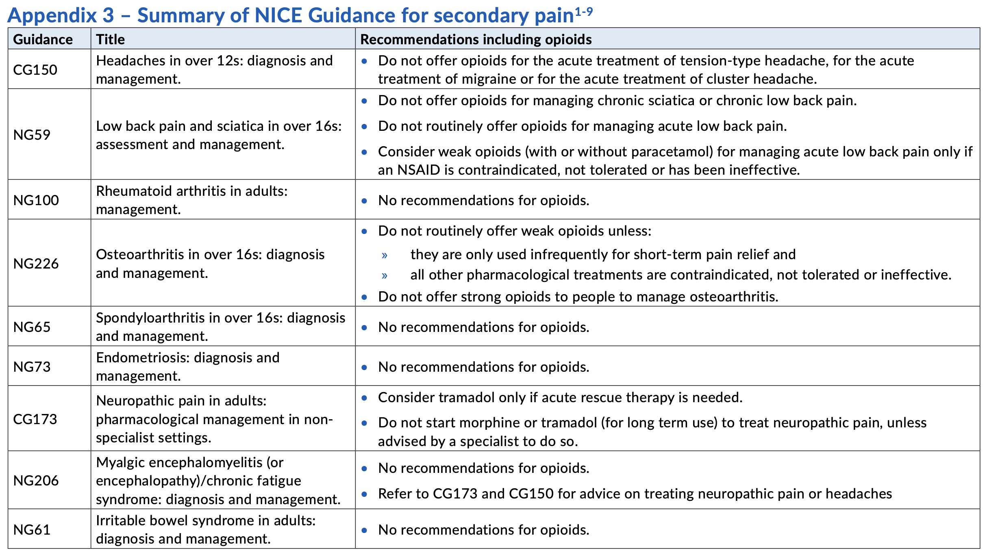 Appendix 3 – Summary of NICE Guidance for secondary pain1-9
Guidance Title Recommendations including opioids
CG150
Headaches in over 12s: diagnosis and
management.
• Do not offer opioids for the acute treatment of tension-type headache, for the acute
treatment of migraine or for the acute treatment of cluster headache.
NG59
Low back pain and sciatica in over 16s:
assessment and management.
• Do not offer opioids for managing chronic sciatica or chronic low back pain.
• Do not routinely offer opioids for managing acute low back pain.
• Consider weak opioids (with or without paracetamol) for managing acute low back pain only if
an NSAID is contraindicated, not tolerated or has been ineffective.
NG100
Rheumatoid arthritis in adults:
management.
• No recommendations for opioids.
NG226
Osteoarthritis in over 16s: diagnosis
and management.
• Do not routinely offer weak opioids unless:
» they are only used infrequently for short-term pain relief and
» all other pharmacological treatments are contraindicated, not tolerated or ineffective.
• Do not offer strong opioids to people to manage osteoarthritis.
NG65
Spondyloarthritis in over 16s: diagnosis
and management.
• No recommendations for opioids.
NG73
Endometriosis: diagnosis and
management.
• No recommendations for opioids.
CG173
Neuropathic pain in adults:
pharmacological management in non-
specialist settings.
• Consider tramadol only if acute rescue therapy is needed.
• Do not start morphine or tramadol (for long term use) to treat neuropathic pain, unless
advised by a specialist to do so.
NG206
Myalgic encephalomyelitis (or
encephalopathy)/chronic fatigue
syndrome: diagnosis and management.
• No recommendations for opioids.
• Refer to CG173 and CG150 for advice on treating neuropathic pain or headaches
NG61
Irritable bowel syndrome in adults:
diagnosis and management.
• No recommendations for opioids.